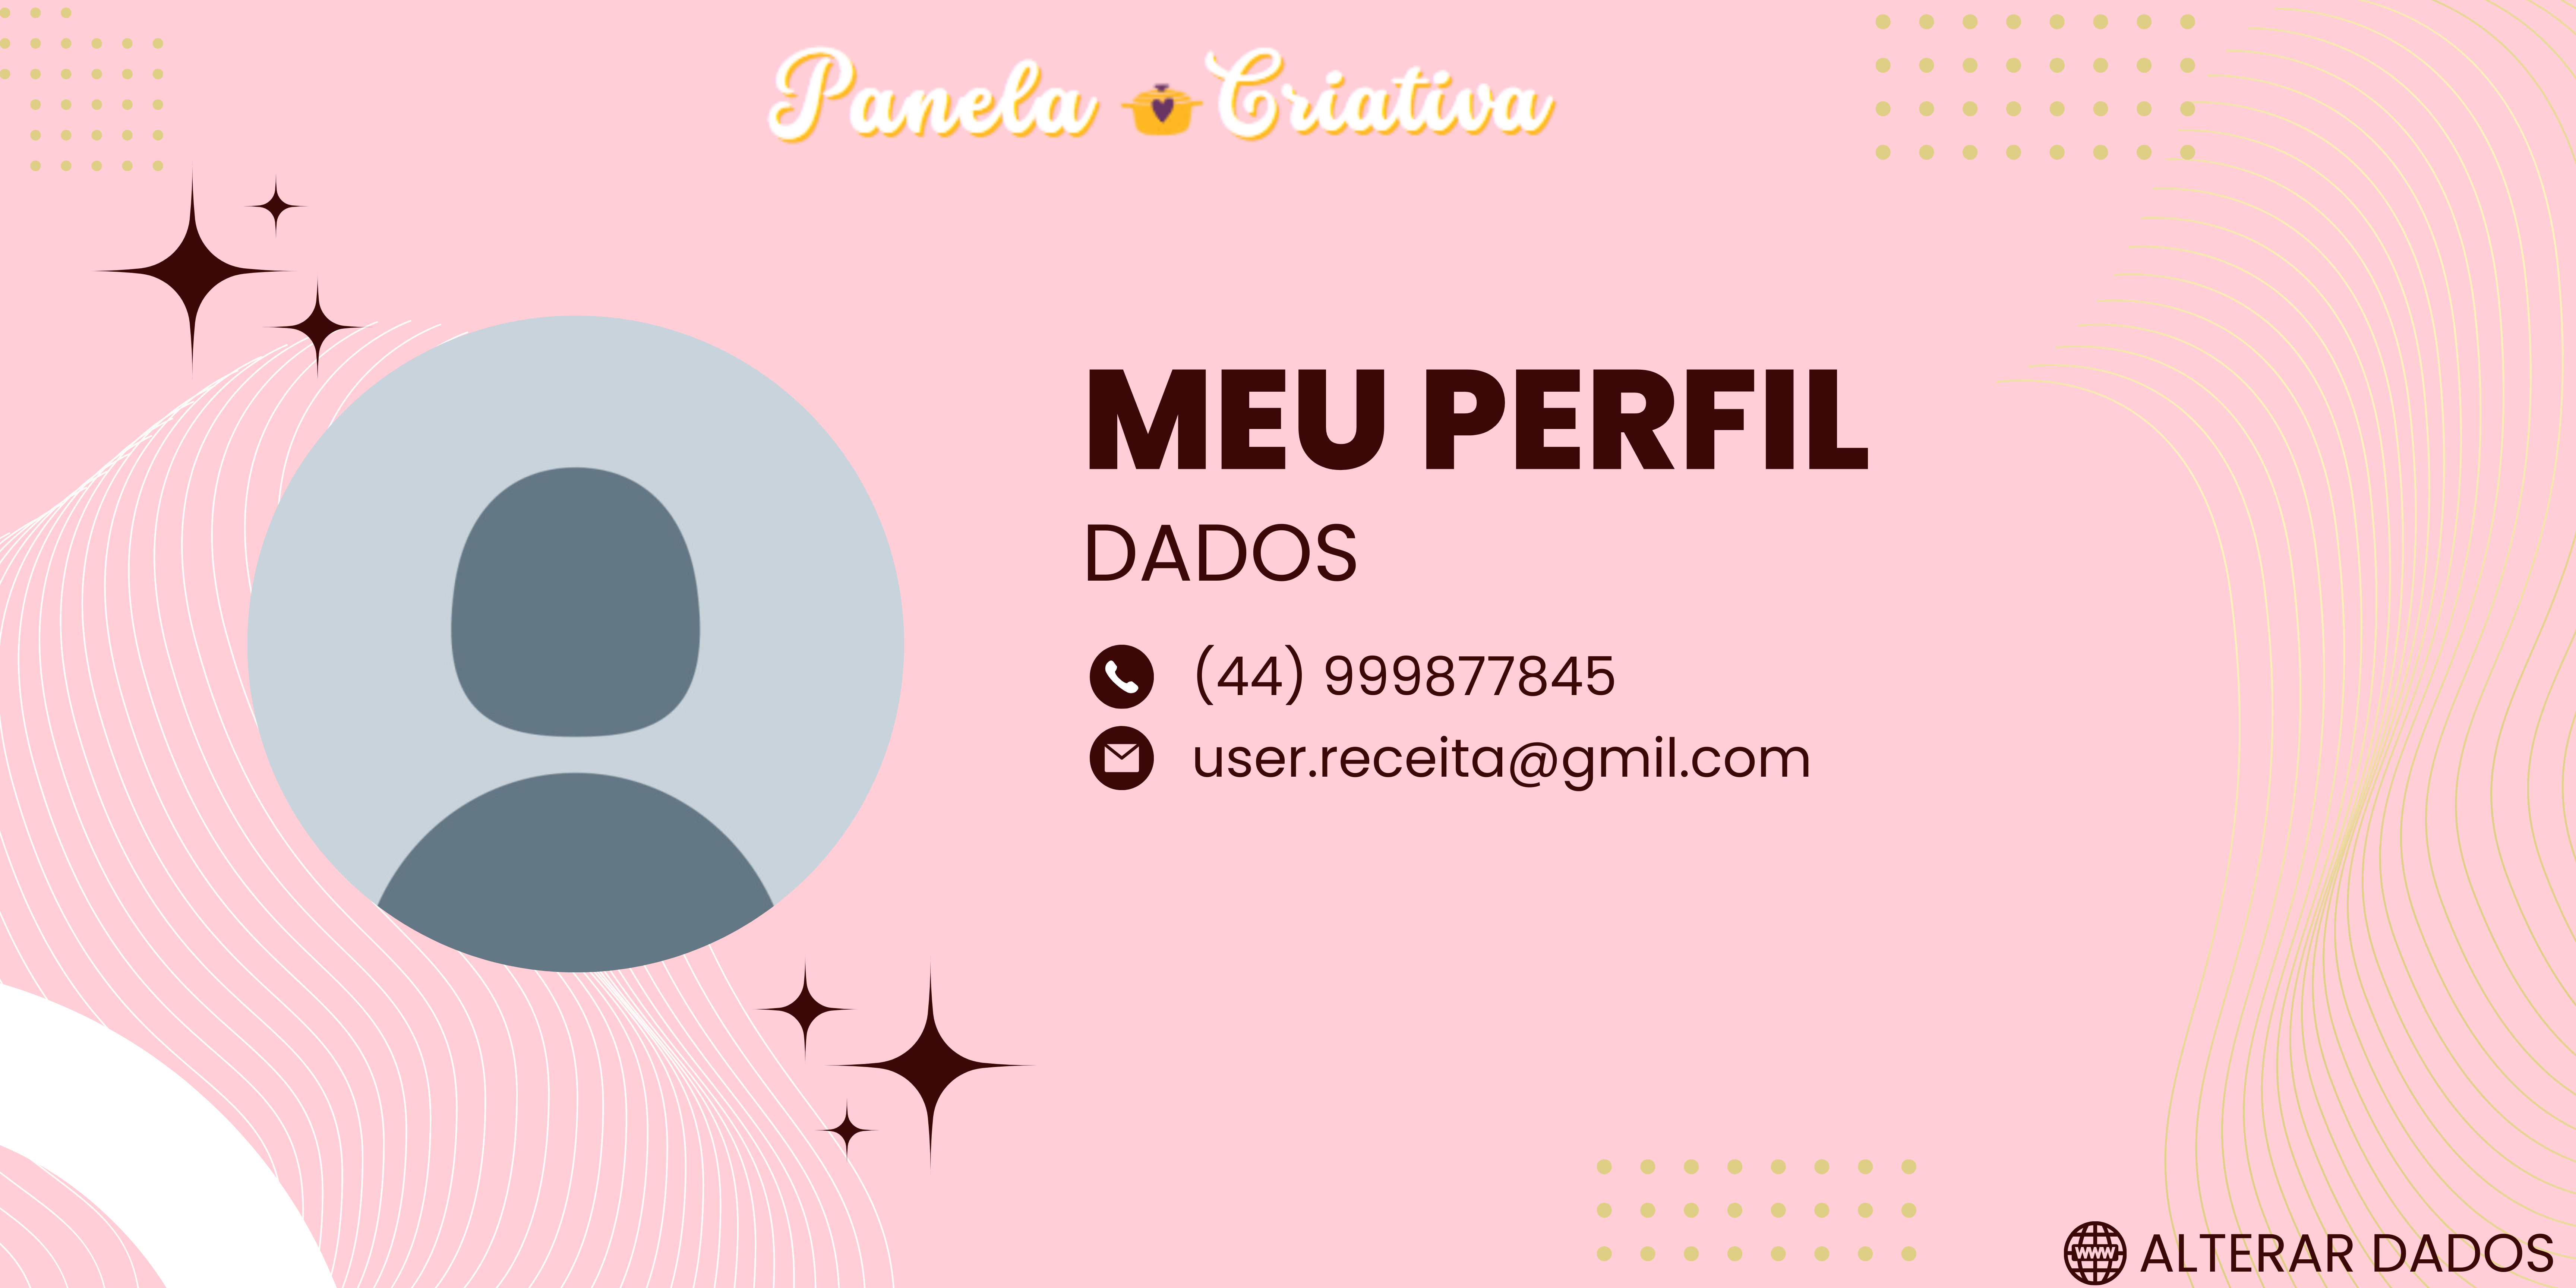 Panela Criativa
MEU PERFIL
DADOS
(44) 999877845
user.receita@gmil.com
WWW ALTERAR DADOS